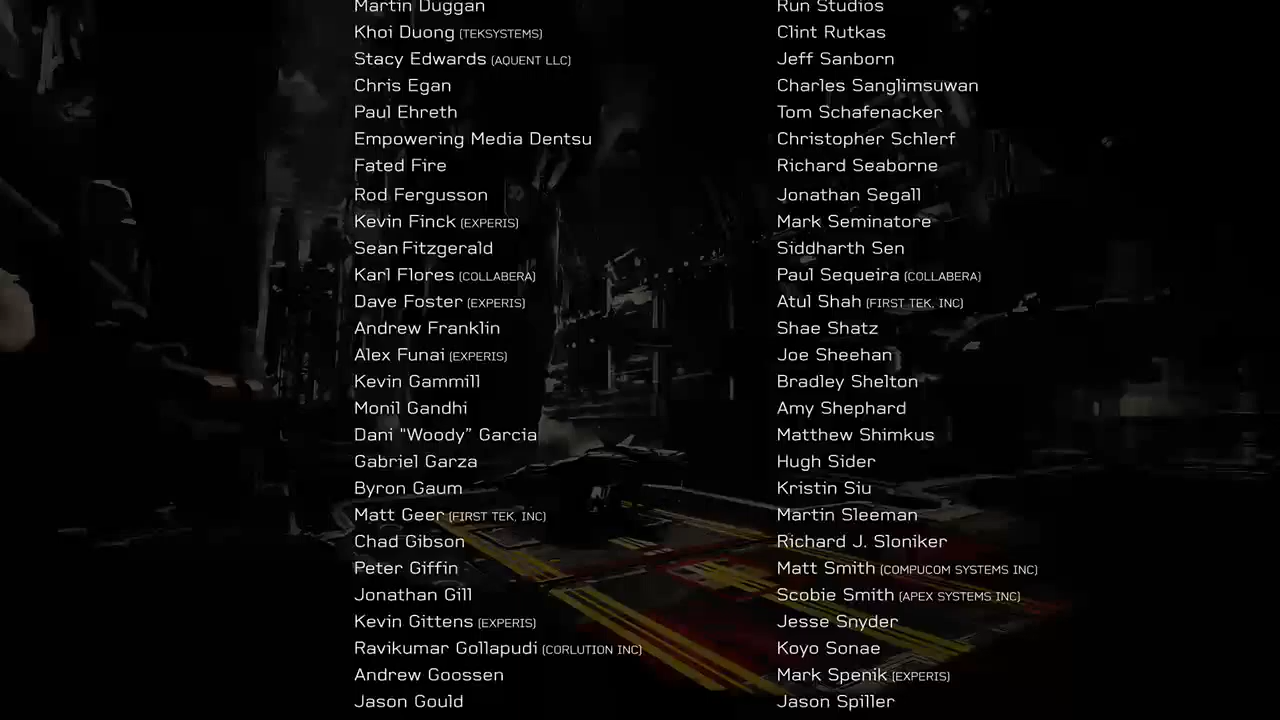 Martin Duggan
Khoi Duong (TEKSYSTEMS)
Stacy Edwards (AQUENT LLC)
Chris Egan
Paul Ehreth
Empowering Media Dentsu
Fated Fire
Rod Fergusson
Kevin Finck (EXPERIS)
Sean Fitzgerald
Karl Flores (COLLABERA)
Dave Foster (EXPERIS)
Andrew Franklin
Alex Funai (EXPERIS)
Kevin Gammill
Monil Gandhi
Dani "Woody” Garcia
Gabriel Garza
Byron Gaum
Matt Geer (FIRST TEK, INC)
Chad Gibson
Peter Giffin
Jonathan Gill
Kevin Gittens (EXPERIS)
Ravikumar Gollapudi (CORLUTION INC)
Andrew Goossen
Jason Gould
Run Studios
Clint Rutkas
Jeff Sanborn
Charles Sanglimsuwan
Tom Schafenacker
Christopher Schlerf
Richard Seaborne
Jonathan Segall
Mark Seminatore
Siddharth Sen
Paul Sequeira (COLLABERA)
Atul Shah (FIRST TEK, INC)
Shae Shatz
Joe Sheehan
Bradley Shelton
Amy Shephard
Matthew Shimkus
Hugh Sider
Kristin Siu
Martin Sleeman
Richard J. Sloniker
Matt Smith (COMPUCOM SYSTEMS INC)
Scobie Smith (APEX SYSTEMS INC)
Jesse Snyder
Koyo Sonae
Mark Spenik (EXPERIS)
Jason Spiller